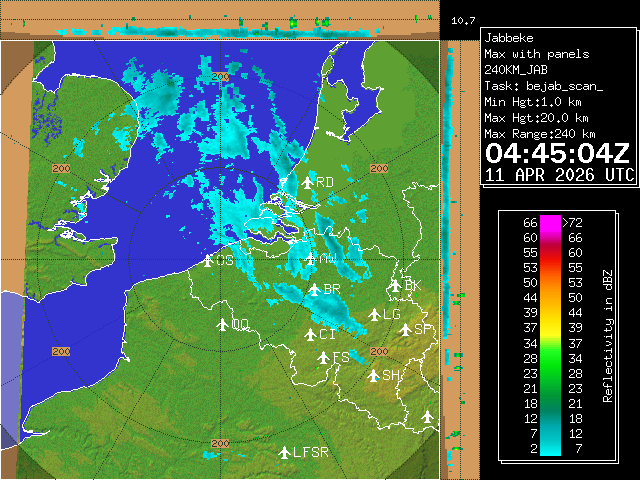 10.7
Jabbeke
Max with panels
240KM_JAB
Task: bejab_scan_
Min Hgt:1.0 km
Max Hgt:20.0 km
Max Range:240 km
04:45:04Z
11 APR 2026 UTC
200
200
200
RD
OS
AW
BR
BK
LG
QQ
CI
SP
200
FS
200
SH
200
LFSR
66 >72
60 66
55 60
53 55
50 53
44 50
39 44
37 39
34 37
28 34
23 28
21 23
18 21
12 18
7 12
2 7
Reflectivity in dBZ